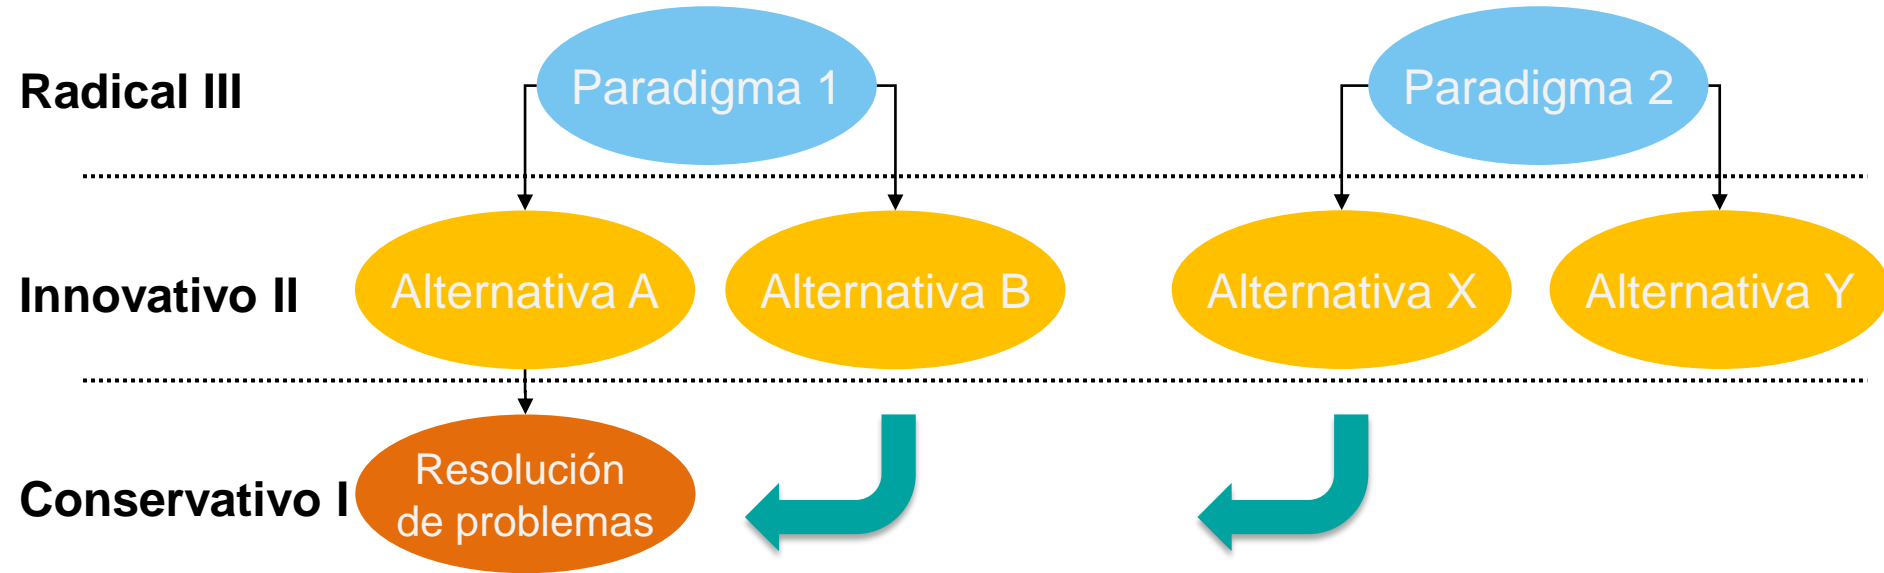 Radical III
Paradigma 1
Paradigma 2
Innovativo II
Alternativa A
Alternativa B
Alternativa X
Alternativa Y
Conservativo I
Resolución
de problemas